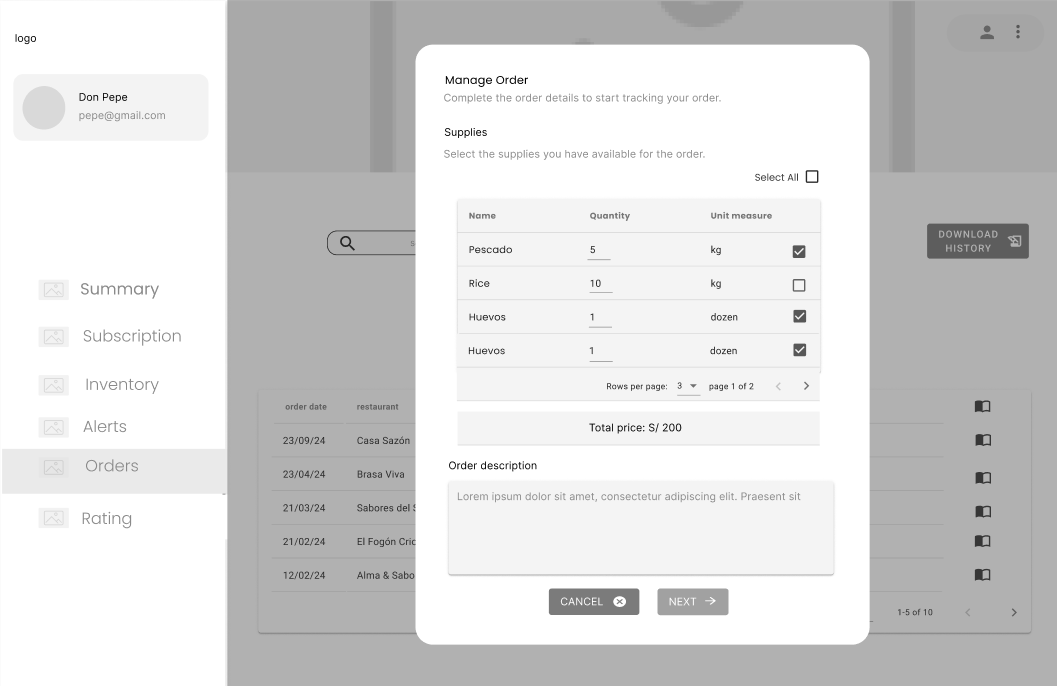 logo
Don Pepe
pepe@gmail.com
Summary
Subscription
Inventory
Alerts
Orders
Rating
Manage Order
Complete the order details to start tracking your order.
Supplies
Select the supplies you have available for the order.
Select All
Name Quantity Unit measure
Pescado 5 kg
Rice 10 kg
Huevos 1 dozen
Huevos 1 dozen
Rows per page: 3 page 1 of 2
Total price: S/ 200
Order description
Lorem ipsum dolor sit amet, consectetur adipiscing elit. Praesent sit
CANCEL NEXT
DOWNLOAD
HISTORY
order date restaurant
23/09/24 Casa Sazón
23/04/24 Brasa Viva
21/03/24 Sabores del
21/02/24 El Fogón
12/02/24 Alma & Sabo
1-5 of 10